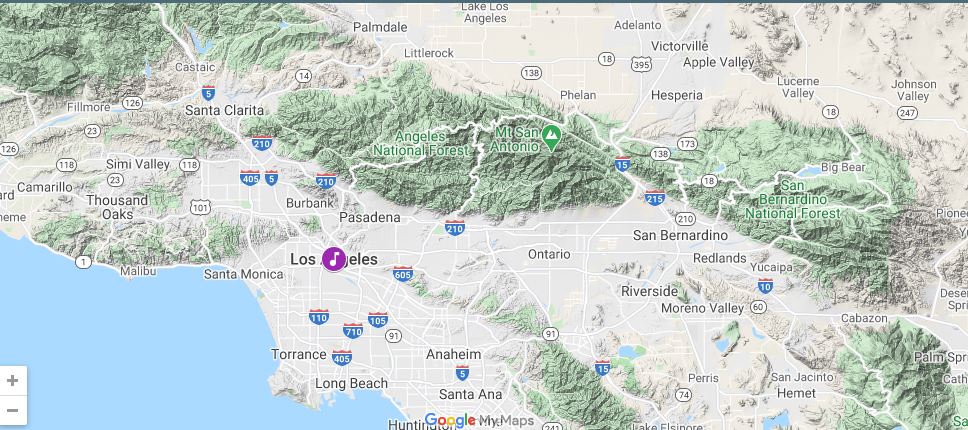 Lake Los
Angeles
Palmdale
Adelanto
Victorville
Littlerock
18
395
Apple Valley
Castaic
14
138
Lucerne
Valley
Johnson
Valley
5
Phelan
Hesperia
Fillmore
126
Santa Clarita
18
247
23
Angeles
National Forest
Mt San
Antonio
126
210
173
118
Simi Valley
118
15
138
Big Bear
Camarillo
23
405
5
210
18
San
Bernardino
National Forest
Thousand
Oaks
101
Burbank
215
Pasadena
210
210
San Bernardino
1
Los Angeles
Ontario
Redlands
Yucaipa
Malibu
Santa Monica
605
10
Riverside
Moreno Valley
60
110
105
710
91
91
Cabazon
Torrance
405
Anaheim
15
Palm Sp
5
Long Beach
Perris
San Jacinto
Santa Ana
74
Hemet
Google My Maps
Lake Elsinore